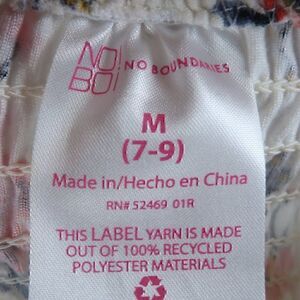 NO!
BO!
NO BOUNDARIES
M
(7-9)
Made in/Hecho en China
RN# 52469 01R
THIS LABEL YARN IS MADE
OUT OF 100% RECYCLED
POLYESTER MATERIALS